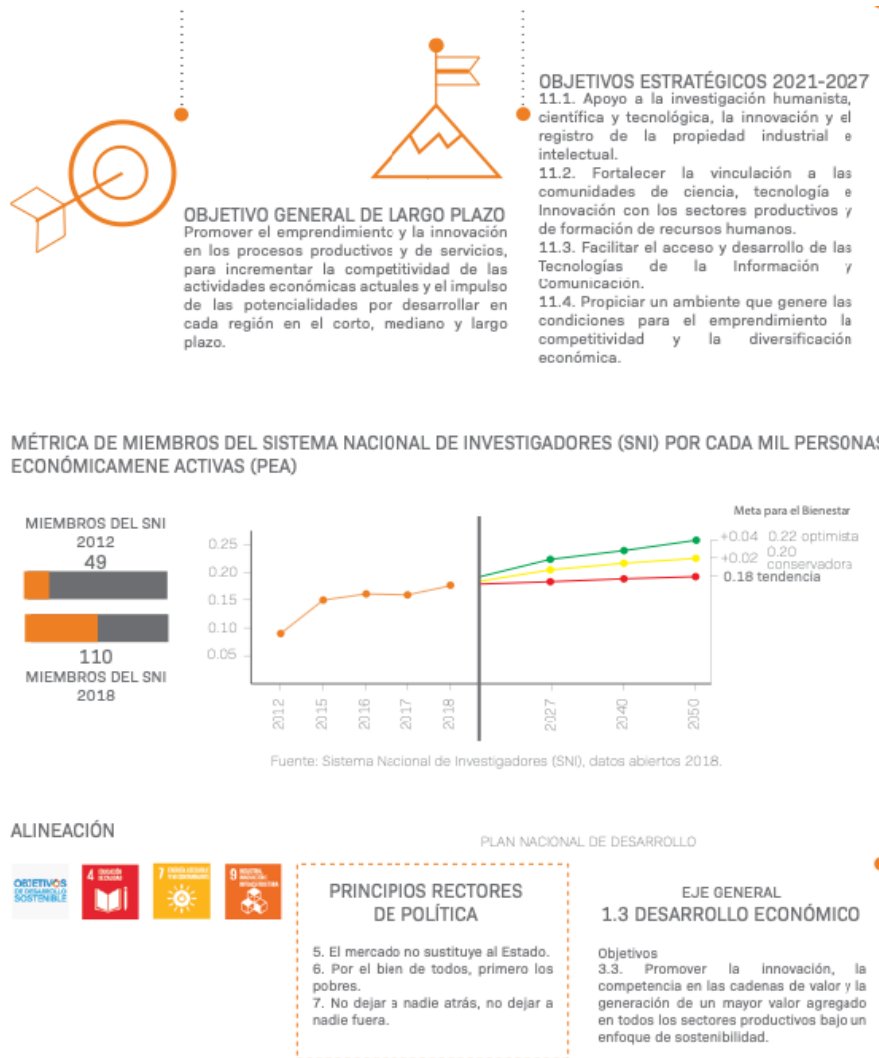 OBJETIVO GENERAL DE LARGO PLAZO
Promover el emprendimiento y la innovación
en los procesos productivos y de servicios,
para incrementar la competitividad de las
actividades económicas actuales y el impulso
de las potencialidades por desarrollar en
cada región en el corto, mediano y largo
plazo.
OBJETIVOS ESTRATÉGICOS 2021-2027
11.1. Apoyo a la investigación humanista,
científica y tecnológica, la innovación y el
registro de la propiedad industrial e
intelectual.
11.2. Fortalecer la vinculación a las
comunidades de ciencia, tecnología e
Innovación con los sectores productivos y
de formación de recursos humanos.
11.3. Facilitar el acceso y desarrollo de las
Tecnologías de la Información y
Comunicación.
11.4. Propiciar un ambiente que genere las
condiciones para el emprendimiento la
competitividad y la diversificación
económica.
MÉTRICA DE MIEMBROS DEL SISTEMA NACIONAL DE INVESTIGADORES (SNI) POR CADA MIL PERSONAS
ECONÓMICAMENE ACTIVAS (PEA)
MIEMBROS DEL SNI
2012
49
110
MIEMBROS DEL SNI
2018
0.25
0.20
0.15
0.10
0.05
2012
2015
2016
2017
2018
2027
2040
2050
Meta para el Bienestar
+0.04 0.22 optimista
+0.02 0.20
conservadora
0.18 tendencia
Fuente: Sistema Nacional de Investigadores (SNI), datos abiertos 2018.
ALINEACIÓN
OBJETIVOS
DE DESARROLLO
SOSTENIBLE
4 EDUCACIÓN
DE CALIDAD
7
9 INDUSTRIA,
INNOVACIÓN E
INFRAESTRUCTURA
PLAN NACIONAL DE DESARROLLO
PRINCIPIOS RECTORES
DE POLÍTICA
5. El mercado no sustituye al Estado.
6. Por el bien de todos, primero los
pobres.
7. No dejar a nadie atrás, no dejar a
nadie fuera.
EJE GENERAL
1.3 DESARROLLO ECONÓMICO
Objetivos
3.3. Promover la innovación, la
competencia en las cadenas de valor y la
generación de un mayor valor agregado
en todos los sectores productivos bajo un
enfoque de sostenibilidad.